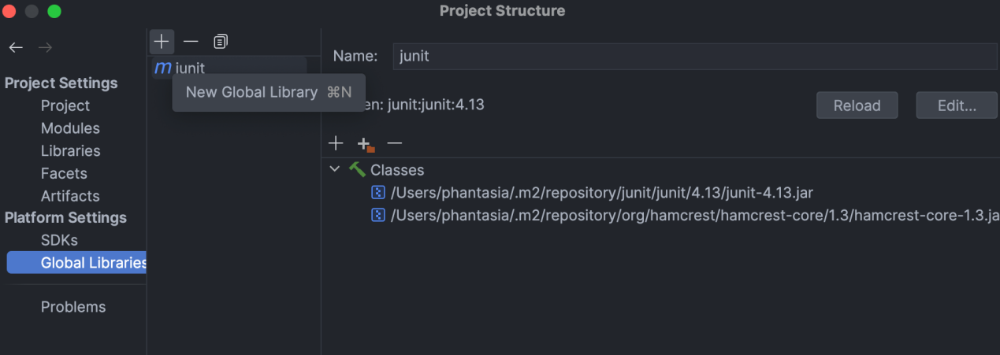 Project Structure
Project Settings
Project
Modules
Libraries
Facets
Artifacts
Platform Settings
SDKs
Global Libraries
Problems
m junit
New Global Library ⌘N
Name: junit
en: junit:junit:4.13
Reload Edit...
Classes
/Users/phantasia/.m2/repository/junit/junit/4.13/junit-4.13.jar
/Users/phantasia/.m2/repository/org/hamcrest/hamcrest-core/1.3/hamcrest-core-1.3.ja